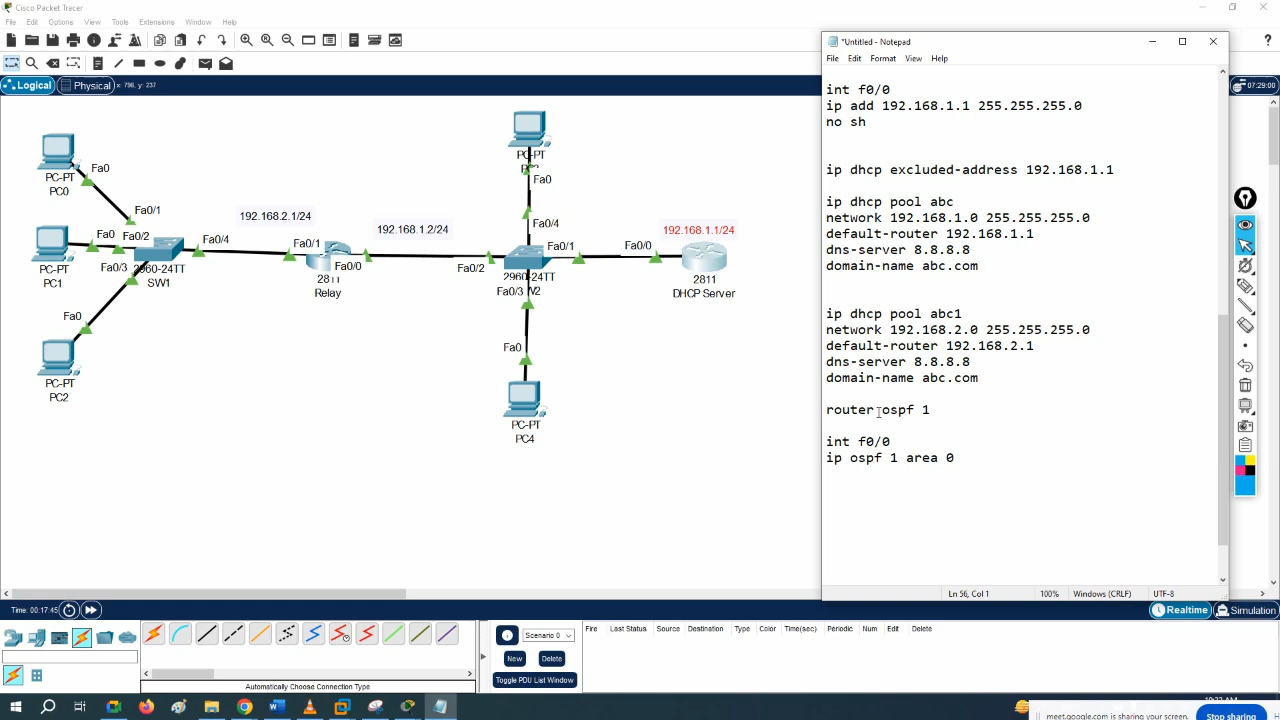 Cisco Packet Tracer
File Edit Options View Tools Extensions Window Help
Logical Physical x: 796, y: 237
07:29:00
PC-PT
PC0
Fa0
Fa0/1
PC-PT
PC1
Fa0
Fa0/2
Fa0/3
2960-24TT
SW1
Fa0/4
Fa0
PC-PT
PC2
192.168.2.1/24
Fa0/1
Fa0/0
2811
Relay
192.168.1.2/24
PC-PT
Fa0
Fa0/4
Fa0/2
Fa0/1
2960-24TT
Fa0/3
Fa0
PC-PT
PC4
192.168.1.1/24
Fa0/0
2811
DHCP Server
*Untitled - Notepad
File Edit Format View Help
int f0/0
ip add 192.168.1.1 255.255.255.0
no sh
ip dhcp excluded-address 192.168.1.1
ip dhcp pool abc
network 192.168.1.0 255.255.255.0
default-router 192.168.1.1
dns-server 8.8.8.8
domain-name abc.com
ip dhcp pool abc1
network 192.168.2.0 255.255.255.0
default-router 192.168.2.1
dns-server 8.8.8.8
domain-name abc.com
router ospf 1
int f0/0
ip ospf 1 area 0
Ln 56, Col 1 100% Windows (CRLF) UTF-8
Time: 00:17:45
Realtime Simulation
Scenario 0
New Delete
Toggle PDU List Window
Fire Last Status Source Destination Type Color Time(sec) Periodic Num Edit Delete
Automatically Choose Connection Type
meet.google.com is sharing your screen. Stop sharing